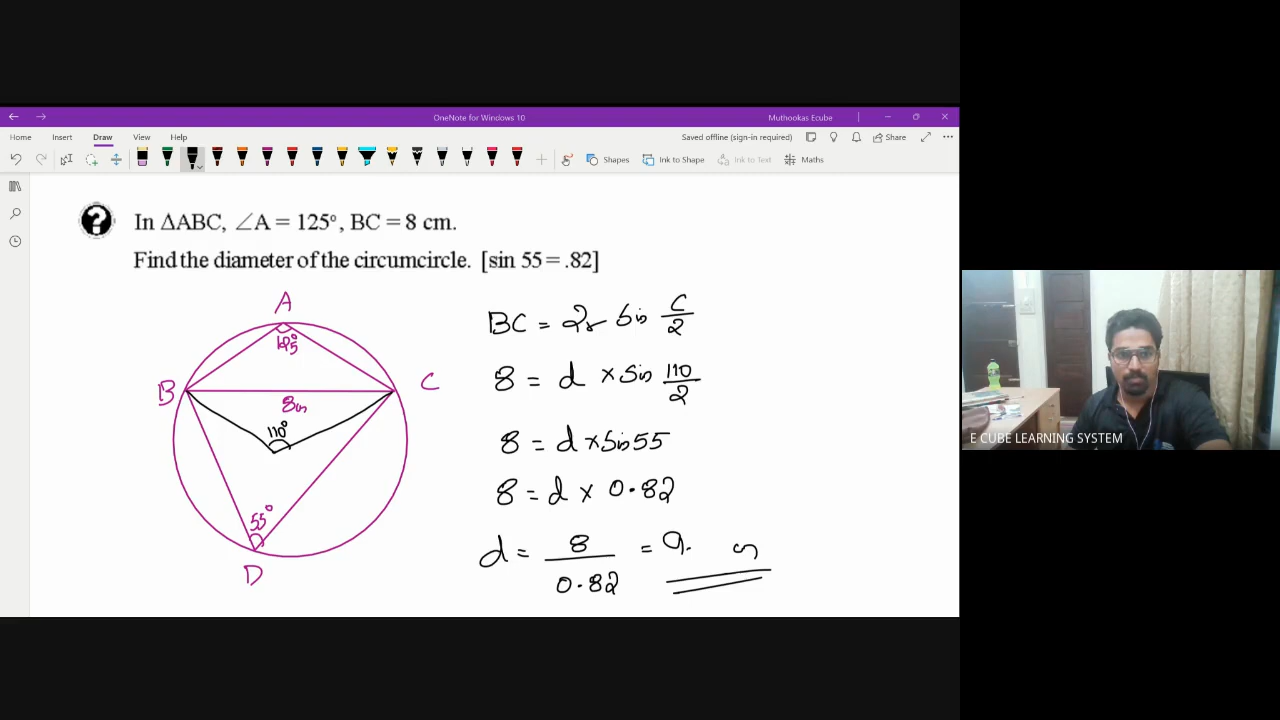 OneNote for Windows 10
Muthookas Ecube
Home Insert Draw View Help
Saved offline (sign-in required) Share
Shapes Ink to Shape Ink to Text Maths
In ΔABC, ∠A = 125°, BC = 8 cm.
Find the diameter of the circumcircle. [sin 55 = .82]
A
125°
B
C
8cm
110°
55°
D
BC = 2r Sin C/2
8 = d × Sin 110/2
8 = d × Sin 55
8 = d × 0.82
d = 8/0.82 = 9. cm
E CUBE LEARNING SYSTEM